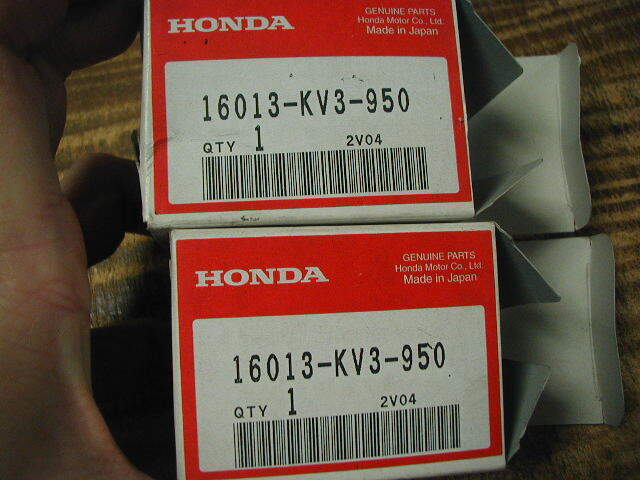 HONDA
GENUINE PARTS
Honda Motor Co., Ltd.
Made in Japan
16013-KV3-950
QTY 1 2V04
HONDA
GENUINE PARTS
Honda Motor Co., Ltd.
Made in Japan
16013-KV3-950
QTY 1 2V04